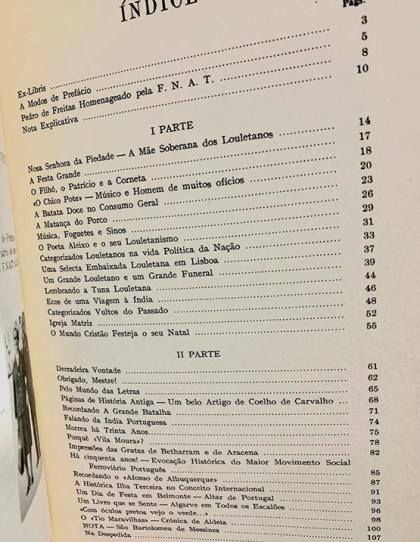 ÍNDICE
Págs.
Ex-Líbris 3
A Modos de Prefácio 5
Pedro de Freitas Homenageado pela F. N. A. T. 8
Nota Explicativa 10
I PARTE
Nossa Senhora da Piedade — A Mãe Soberana dos Louletanos 14
A Festa Grande 17
O Filhó, o Patrício e a Corneta 18
«O Chico Pote» — Músico e Homem de muitos ofícios 20
A Batata Doce no Consumo Geral 23
A Matança do Porco 26
Música, Foguetes e Sinos 29
O Poeta Aleixo e o seu Louletanismo 31
Categorizados Louletanos na vida Política da Nação 33
Uma Selecta Embaixada Louletana em Lisboa 37
Um Grande Louletano e um Grande Funeral 39
Lembrando a Tuna Louletana 44
Ecos de uma Viagem à Índia 46
Categorizados Vultos do Passado 48
Igreja Matriz 52
O Mundo Cristão Festeja o seu Natal 55
II PARTE
Derradeira Vontade 61
Obrigado, Mestre! 62
Pelo Mundo das Letras 65
Páginas de História Antiga — Um belo Artigo de Coelho de Carvalho 68
Recordando A Grande Batalha 71
Falando da Índia Portuguesa 74
Morreu há Trinta Anos 75
Porquê «Vila Moura»? 78
Impressões das Grutas de Betharram e de Aracena 82
Há cinquenta anos! — Evocação Histórica do Maior Movimento Social
Ferroviário Português 85
Recordando o «Afonso de Albuquerque» 87
A Histórica Ilha Terceira no Conceito Internacional 91
Um Dia de Festa em Belmonte — Altar de Portugal 93
Um Livro que se Sente — Algarve em Todos os Escalões 94
«Com óculos pretos vejo o verde...» 96
O «Tio Maravilhas» — Crónica de Aldeia 98
NOTA — São Bartolomeu de Messines 100
Na Despedida 107